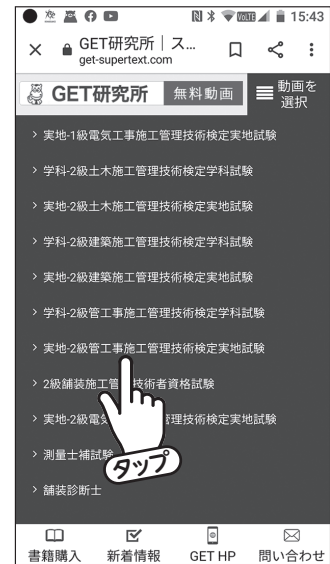 15:43
GET研究所｜ス...
get-supertext.com
GET研究所 無料動画 動画を
選択
> 実地-1級電気工事施工管理技術検定実地試験
> 学科-2級土木施工管理技術検定学科試験
> 実地-2級土木施工管理技術検定実地試験
> 学科-2級建築施工管理技術検定学科試験
> 実地-2級建築施工管理技術検定実地試験
> 学科-2級管工事施工管理技術検定学科試験
> 実地-2級管工事施工管理技術検定実地試験
> 2級舗装施工管 技術者資格試験
> 実地-2級電気 管理技術検定実地試験
> 測量士補試験
タップ
> 舗装診断士
書籍購入 新着情報 GET HP 問い合わせ